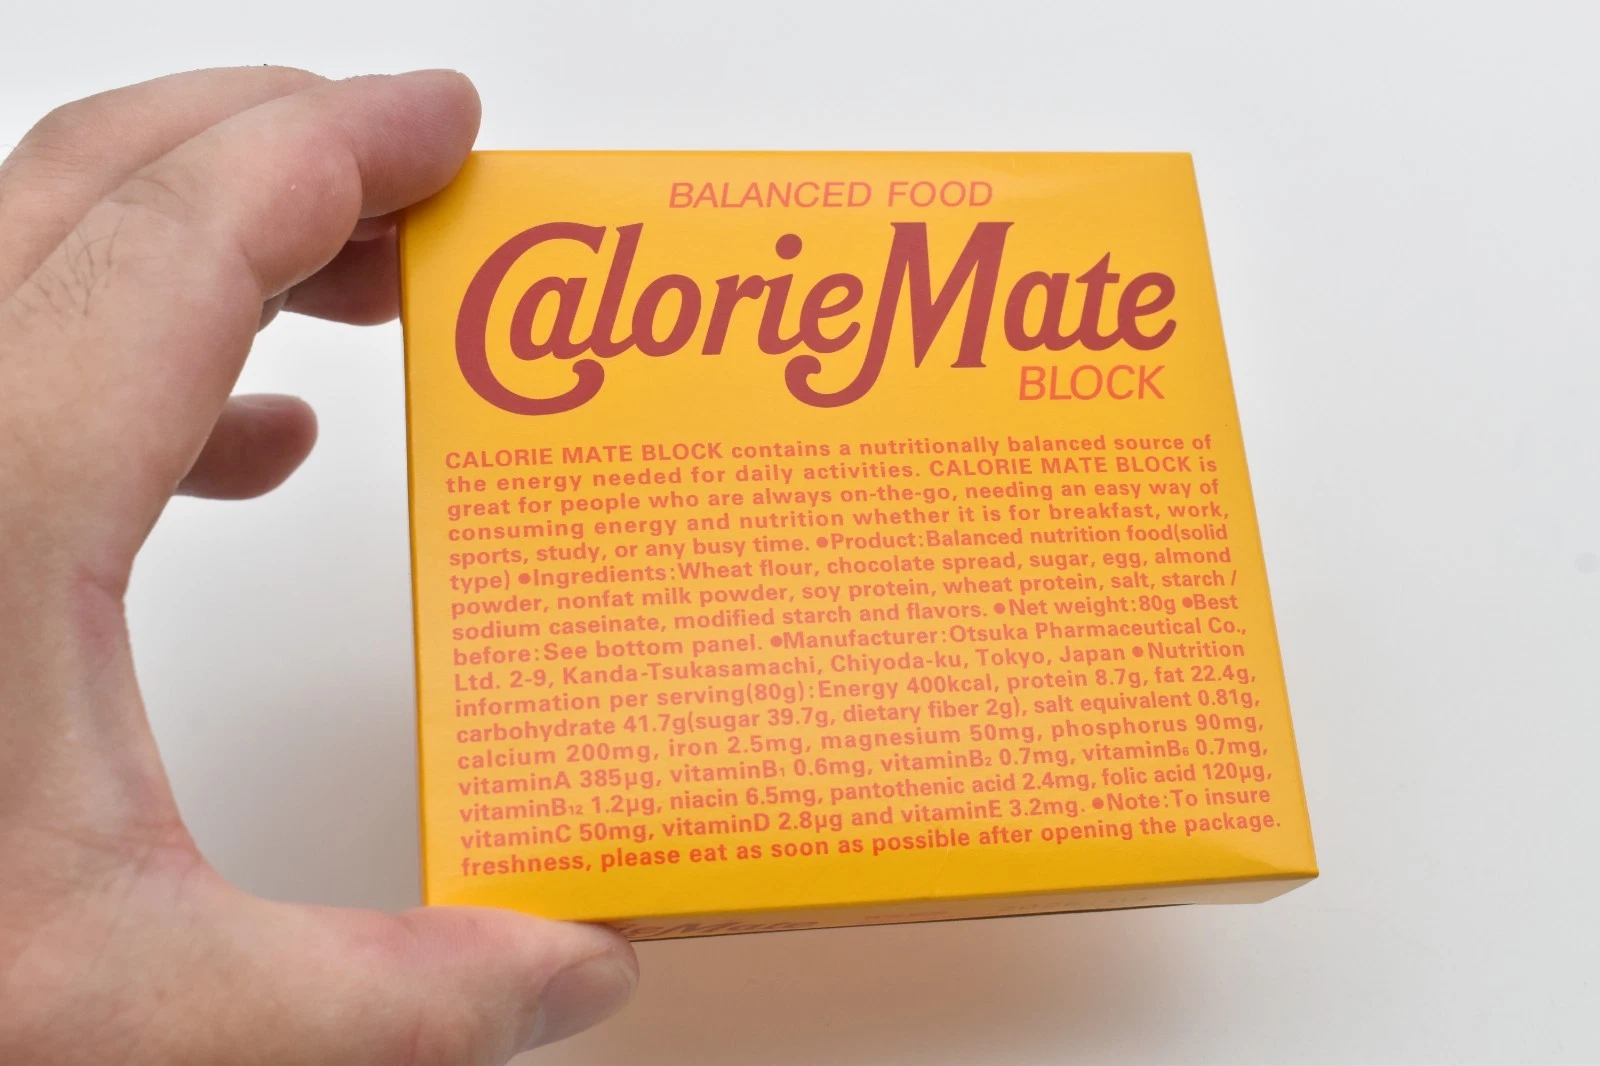 BALANCED FOOD
CalorieMate
BLOCK
CALORIE MATE BLOCK contains a nutritionally balanced source of
the energy needed for daily activities. CALORIE MATE BLOCK is
great for people who are always on-the-go, needing an easy way of
consuming energy and nutrition whether it is for breakfast, work,
sports, study, or any busy time. ●Product:Balanced nutrition food(solid
type) ●Ingredients:Wheat flour, chocolate spread, sugar, egg, almond
powder, nonfat milk powder, soy protein, wheat protein, salt, starch /
sodium caseinate, modified starch and flavors. ●Net weight:80g ●Best
before:See bottom panel. ●Manufacturer:Otsuka Pharmaceutical Co.,
Ltd. 2-9, Kanda-Tsukasamachi, Chiyoda-ku, Tokyo, Japan ●Nutrition
information per serving(80g):Energy 400kcal, protein 8.7g, fat 22.4g,
carbohydrate 41.7g(sugar 39.7g, dietary fiber 2g), salt equivalent 0.81g,
calcium 200mg, iron 2.5mg, magnesium 50mg, phosphorus 90mg,
vitaminA 385µg, vitaminB₁ 0.6mg, vitaminB₂ 0.7mg, vitaminB₆ 0.7mg,
vitaminB₁₂ 1.2µg, niacin 6.5mg, pantothenic acid 2.4mg, folic acid 120µg,
vitaminC 50mg, vitaminD 2.8µg and vitaminE 3.2mg. ●Note:To insure
freshness, please eat as soon as possible after opening the package.